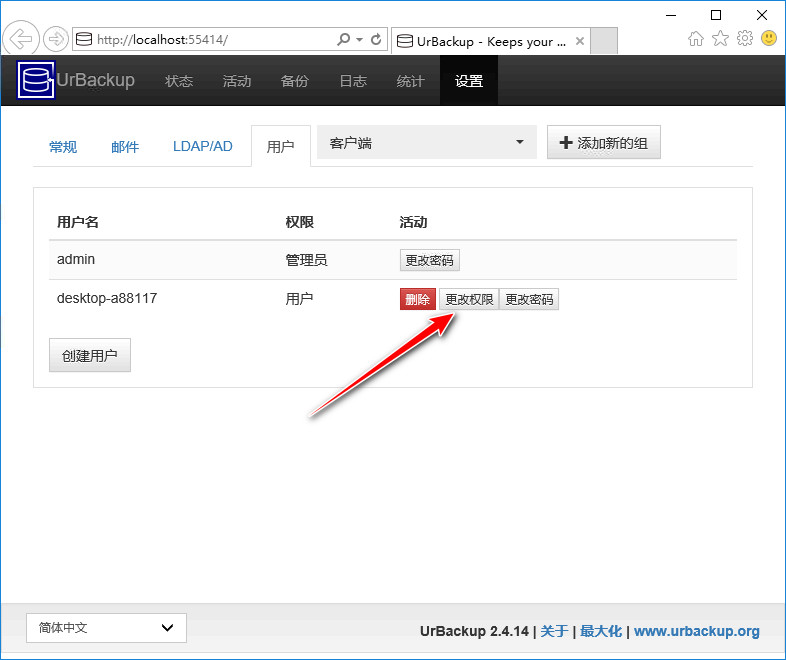 http://localhost:55414/
UrBackup - Keeps your ...
UrBackup 状态 活动 备份 日志 统计 设置
常规 邮件 LDAP/AD 用户 客户端 添加新的组
用户名 权限 活动
admin 管理员 更改密码
desktop-a88117 用户 删除 更改权限 更改密码
创建用户
简体中文
UrBackup 2.4.14 | 关于 | 最大化 | www.urbackup.org